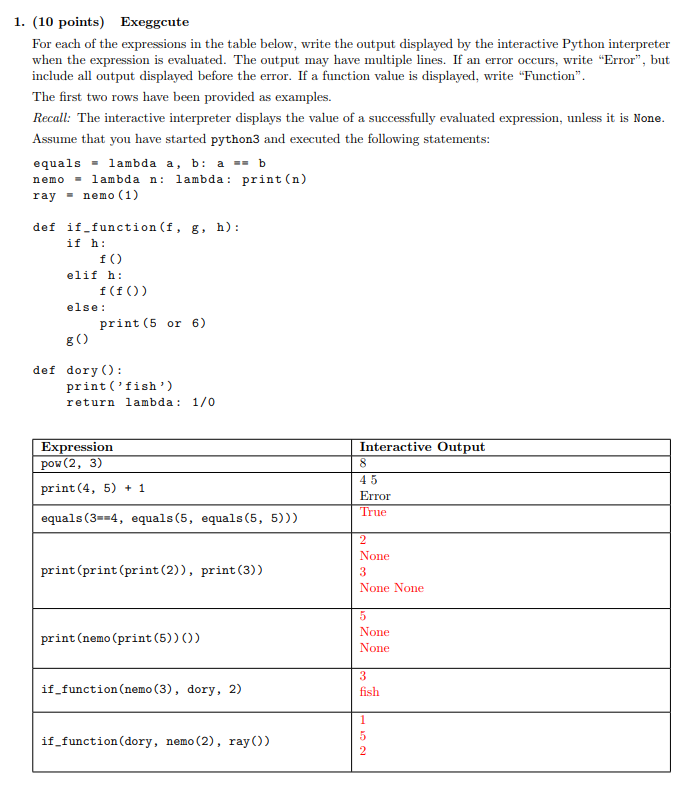 1. (10 points) Exeggcute
For each of the expressions in the table below, write the output displayed by the interactive Python interpreter
when the expression is evaluated. The output may have multiple lines. If an error occurs, write “Error”, but
include all output displayed before the error. If a function value is displayed, write “Function”.
The first two rows have been provided as examples.
Recall: The interactive interpreter displays the value of a successfully evaluated expression, unless it is None.
Assume that you have started python3 and executed the following statements:
equals = lambda a, b: a == b
nemo = lambda n: lambda: print(n)
ray = nemo(1)
def if_function(f, g, h):
    if h:
        f()
    elif h:
        f(f())
    else:
        print(5 or 6)
    g()
def dory():
    print('fish')
    return lambda: 1/0
Expression Interactive Output
pow(2, 3) 8
print(4, 5) + 1
4 5
Error
equals(3==4, equals(5, equals(5, 5))) True
print(print(print(2)), print(3))
2
None
3
None None
print(nemo(print(5))())
5
None
None
if_function(nemo(3), dory, 2)
3
fish
if_function(dory, nemo(2), ray())
1
5
2